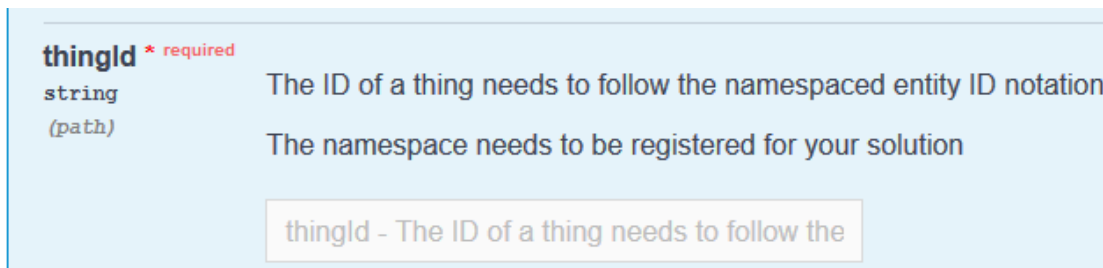 thingId * required
string
(path)
The ID of a thing needs to follow the namespaced entity ID notation
The namespace needs to be registered for your solution
thingId - The ID of a thing needs to follow the